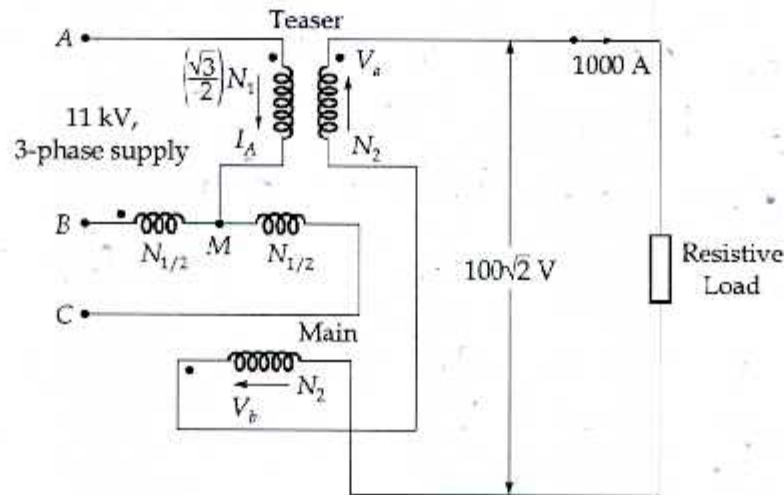 Teaser
A
(√3/2)N₁
Vₐ
1000 A
11 kV,
3-phase supply
I_A
N₂
B
M
N₁/₂
N₁/₂
100√2 V
Resistive
Load
C
Main
N₂
V_b